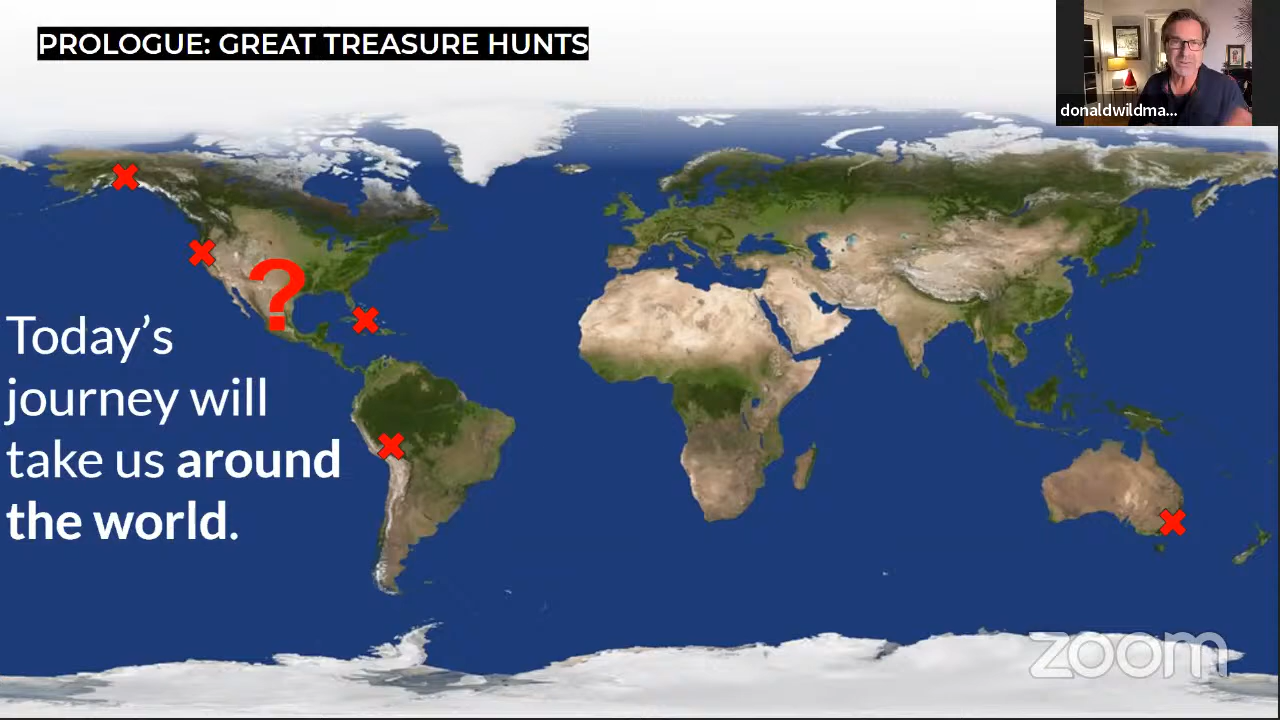 PROLOGUE: GREAT TREASURE HUNTS
donaldwildma...
?
Today’s
journey will
take us around
the world.
zoom